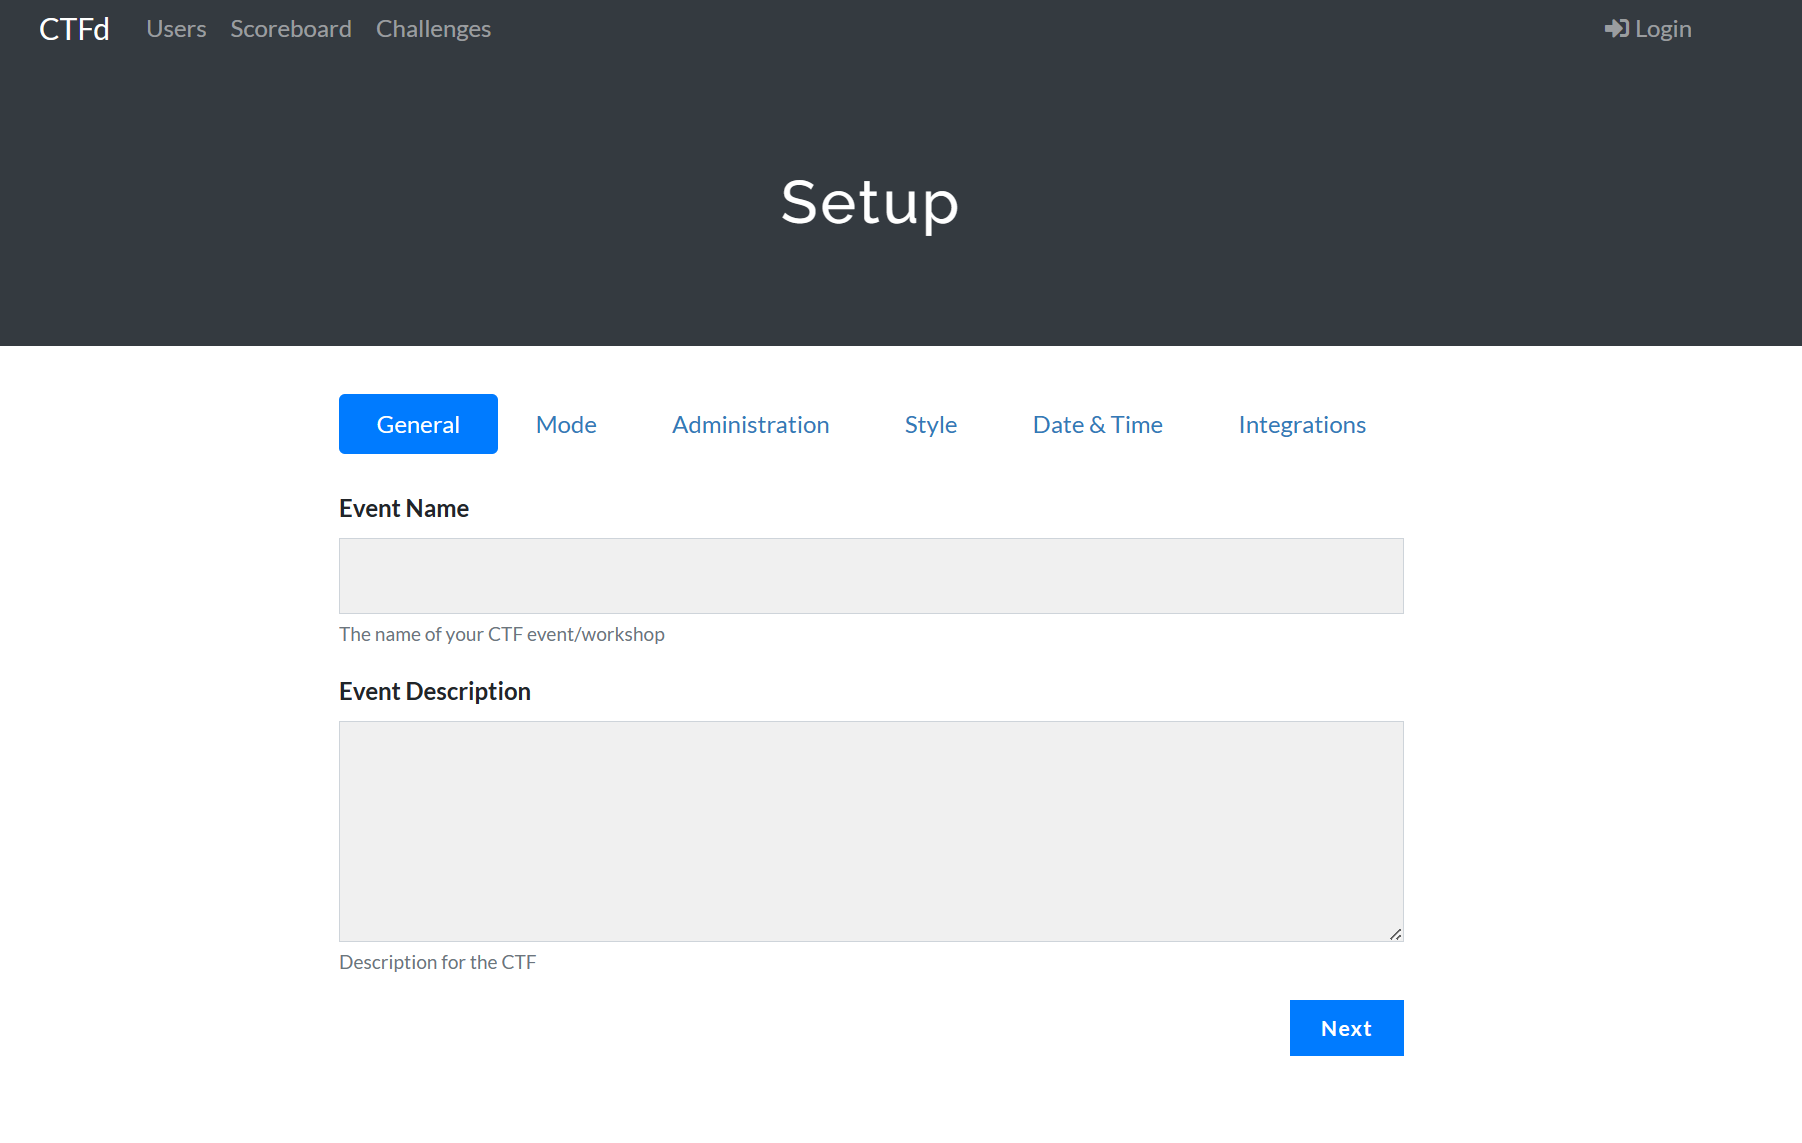 CTFd Users Scoreboard Challenges Login
Setup
General Mode Administration Style Date & Time Integrations
Event Name
The name of your CTF event/workshop
Event Description
Description for the CTF
Next